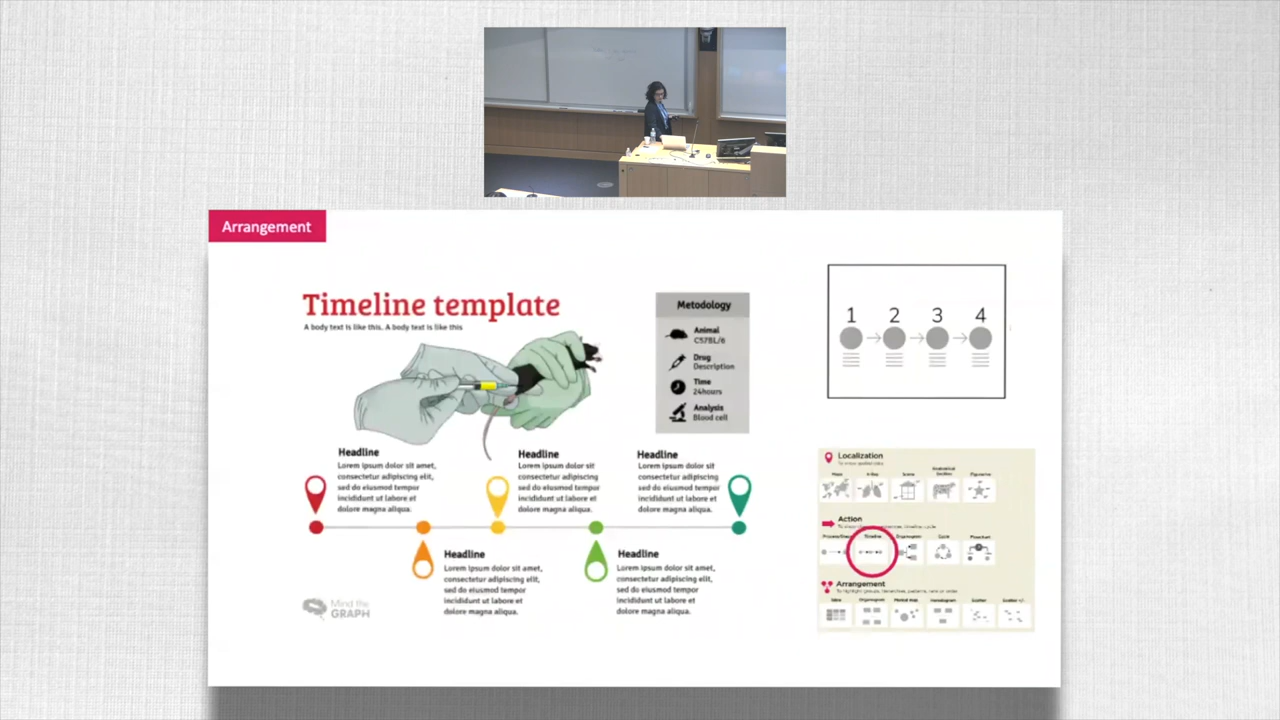 Arrangement
Timeline template
A body text is like this. A body text is like this
Metodology
Animal
C57BL/6
Drug
Description
Time
24hours
Analysis
Blood cell
1 2 3 4
Headline
Lorem ipsum dolor sit amet,
consectetur adipiscing elit,
sed do eiusmod tempor
incididunt ut labore et
dolore magna aliqua.
Headline
Lorem ipsum dolor sit
consectetur adipiscing
sed do eiusmod tempor
incididunt ut labore et
dolore magna aliqua.
Headline
Lorem ipsum dolor sit
consectetur adipiscing
sed do eiusmod tempor
incididunt ut labore et
dolore magna aliqua.
Headline
Lorem ipsum dolor sit amet,
consectetur adipiscing elit,
sed do eiusmod tempor
incididunt ut labore et
dolore magna aliqua.
Headline
Lorem ipsum dolor sit amet,
consectetur adipiscing elit,
sed do eiusmod tempor
incididunt ut labore et
dolore magna aliqua.
Mind the
GRAPH
Localization
Maps
Action
Timeline
Cycle
Arrangement